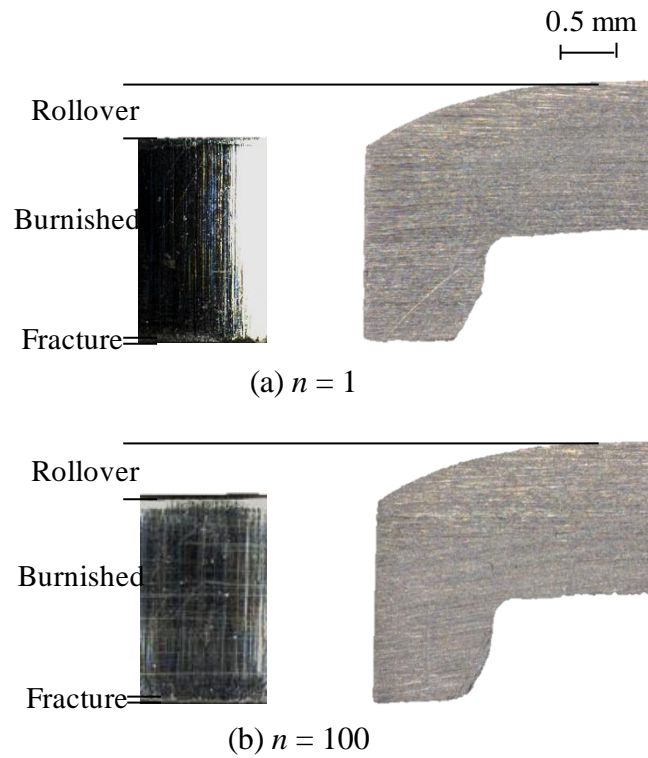 0.5 mm
Rollover
Burnished
Fracture
(a) n = 1
Rollover
Burnished
Fracture
(b) n = 100